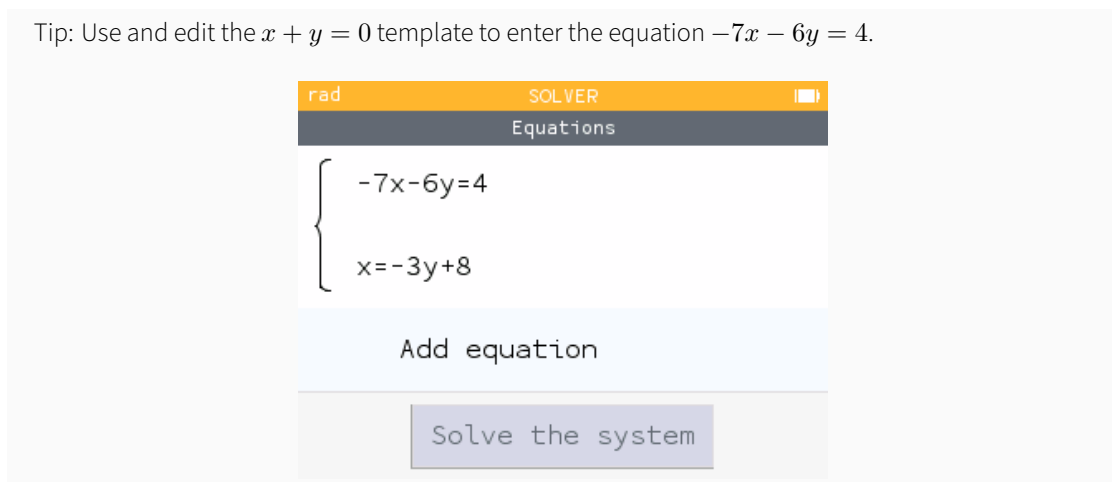 Tip: Use and edit the x + y = 0 template to enter the equation −7x − 6y = 4.
rad SOLVER
Equations
-7x-6y=4
x=-3y+8
Add equation
Solve the system